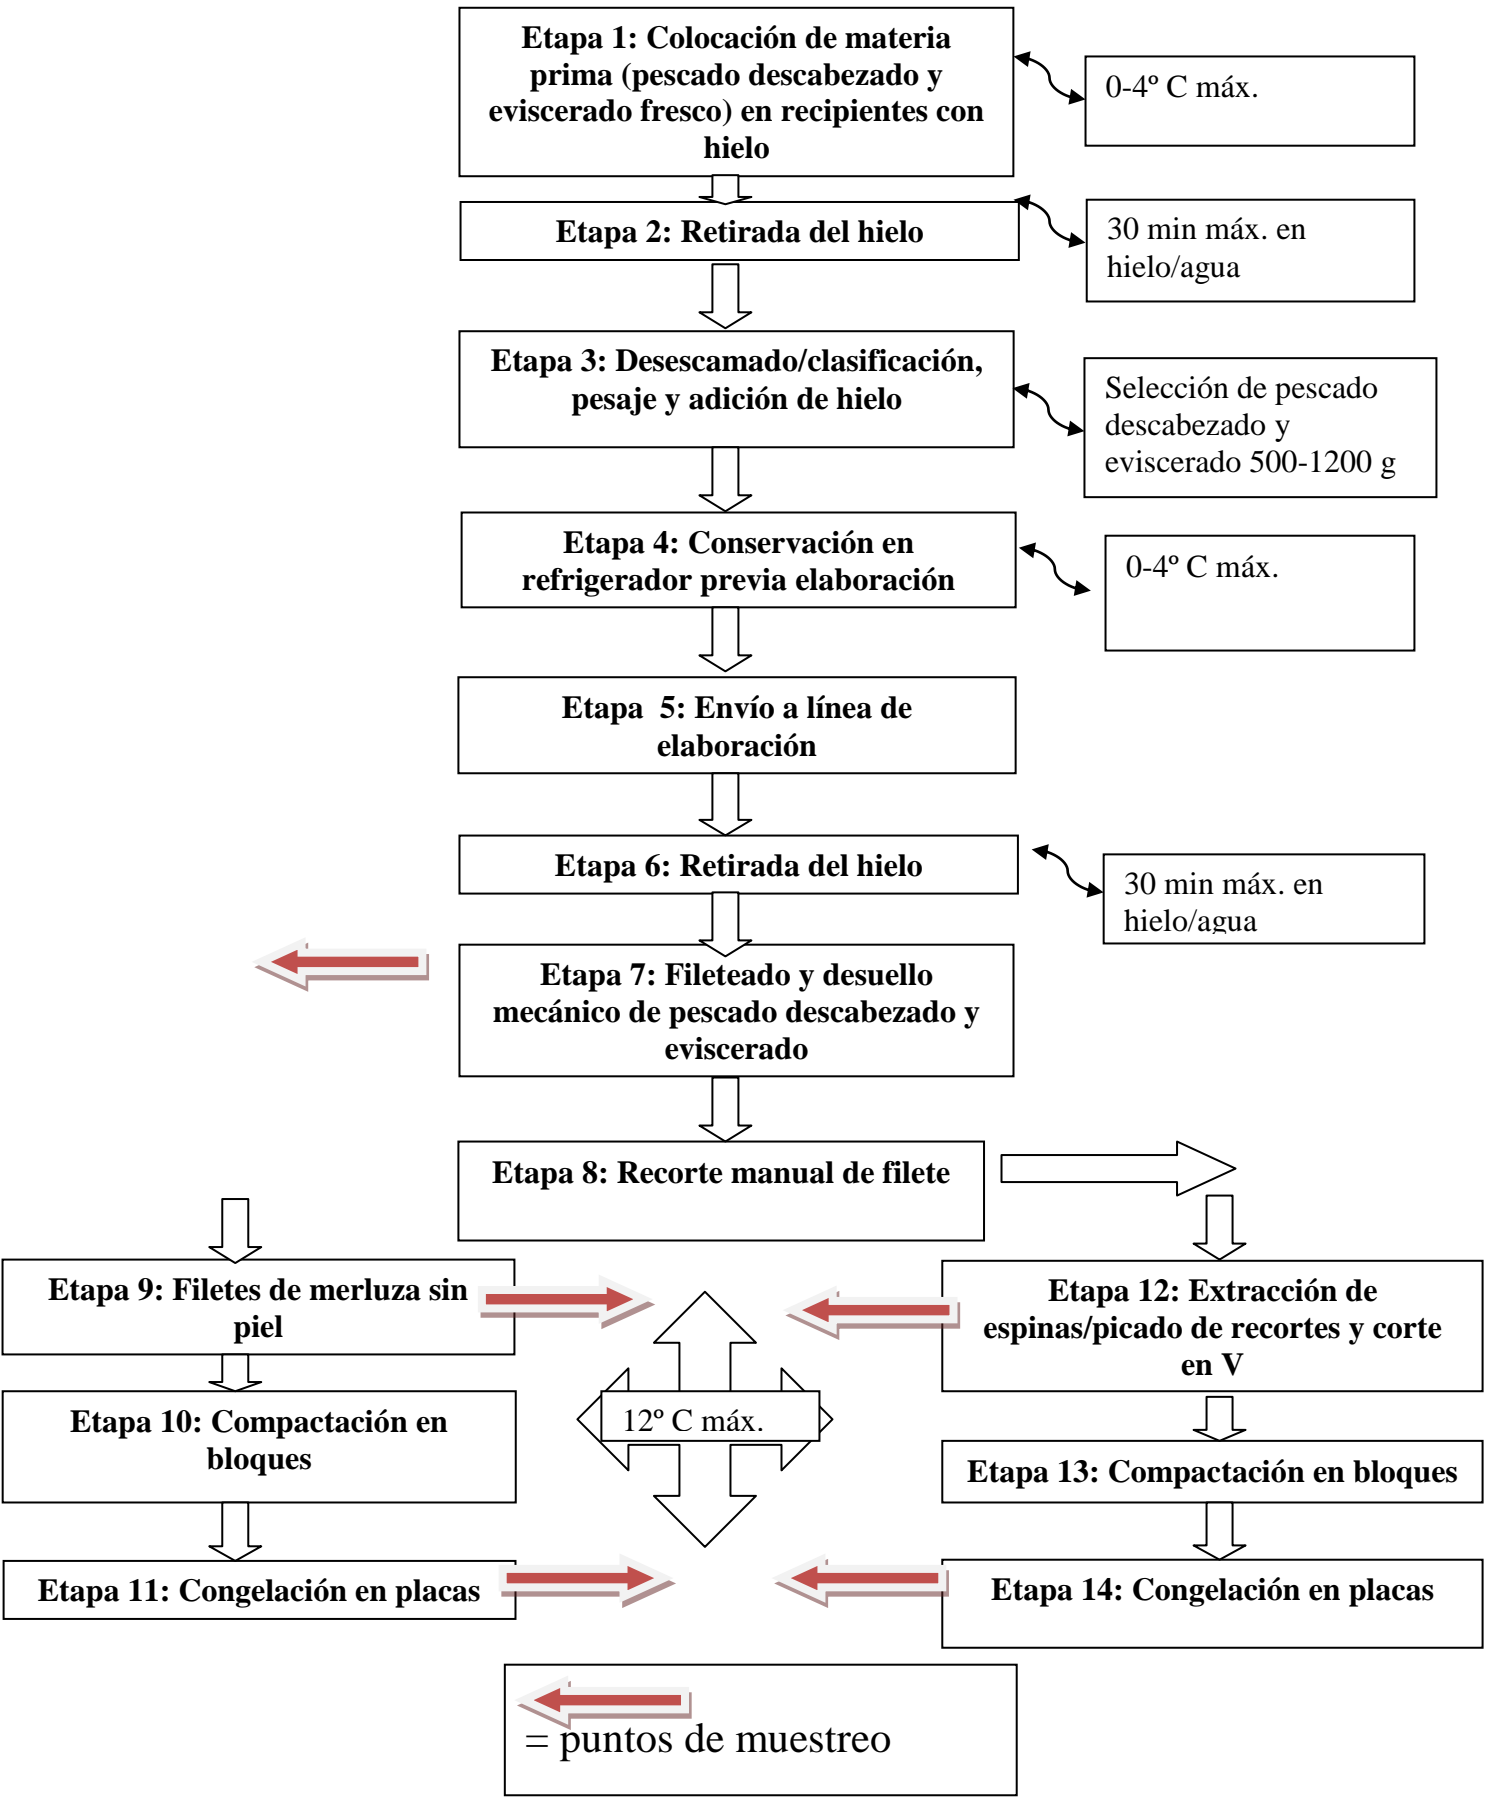 Etapa 1: Colocación de materia
prima (pescado descabezado y
eviscerado fresco) en recipientes con
hielo
0-4º C máx.
Etapa 2: Retirada del hielo
30 min máx. en
hielo/agua
Etapa 3: Desescamado/clasificación,
pesaje y adición de hielo
Selección de pescado
descabezado y
eviscerado 500-1200 g
Etapa 4: Conservación en
refrigerador previa elaboración
0-4º C máx.
Etapa 5: Envío a línea de
elaboración
Etapa 6: Retirada del hielo
30 min máx. en
hielo/agua
Etapa 7: Fileteado y desuello
mecánico de pescado descabezado y
eviscerado
Etapa 8: Recorte manual de filete
Etapa 9: Filetes de merluza sin
piel
Etapa 10: Compactación en
bloques
Etapa 11: Congelación en placas
12º C máx.
Etapa 12: Extracción de
espinas/picado de recortes y corte
en V
Etapa 13: Compactación en bloques
Etapa 14: Congelación en placas
= puntos de muestreo